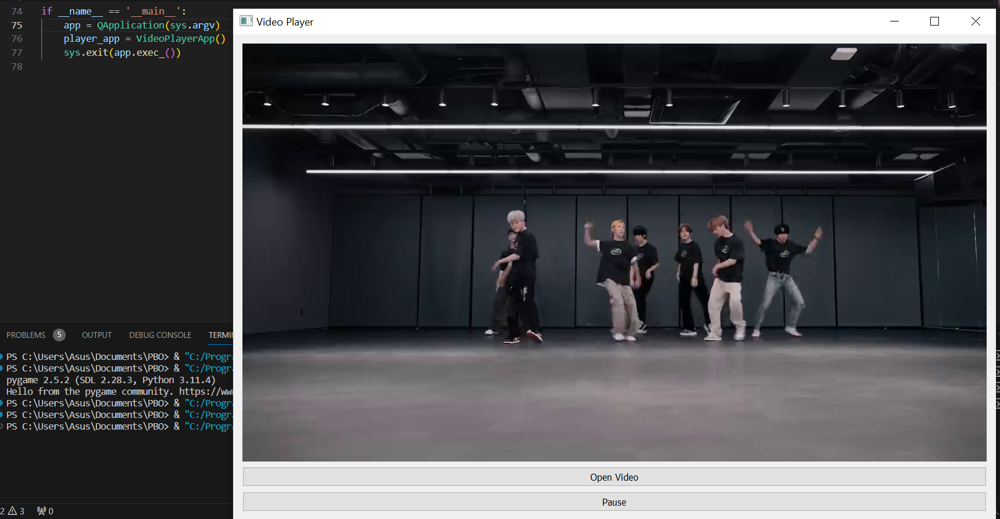 74 if __name__ == '__main__':
75 app = QApplication(sys.argv)
76 player_app = VideoPlayerApp()
77 sys.exit(app.exec_())
78
Video Player
Open Video
Pause
PROBLEMS 5 OUTPUT DEBUG CONSOLE TERMI
PS C:\Users\Asus\Documents\PBO> & "C:/Progr
PS C:\Users\Asus\Documents\PBO> & "C:/Progr
pygame 2.5.2 (SDL 2.28.3, Python 3.11.4)
Hello from the pygame community. https://ww
PS C:\Users\Asus\Documents\PBO> & "C:/Progr
PS C:\Users\Asus\Documents\PBO> & "C:/Progr
PS C:\Users\Asus\Documents\PBO> & "C:/Progr
2 3 0